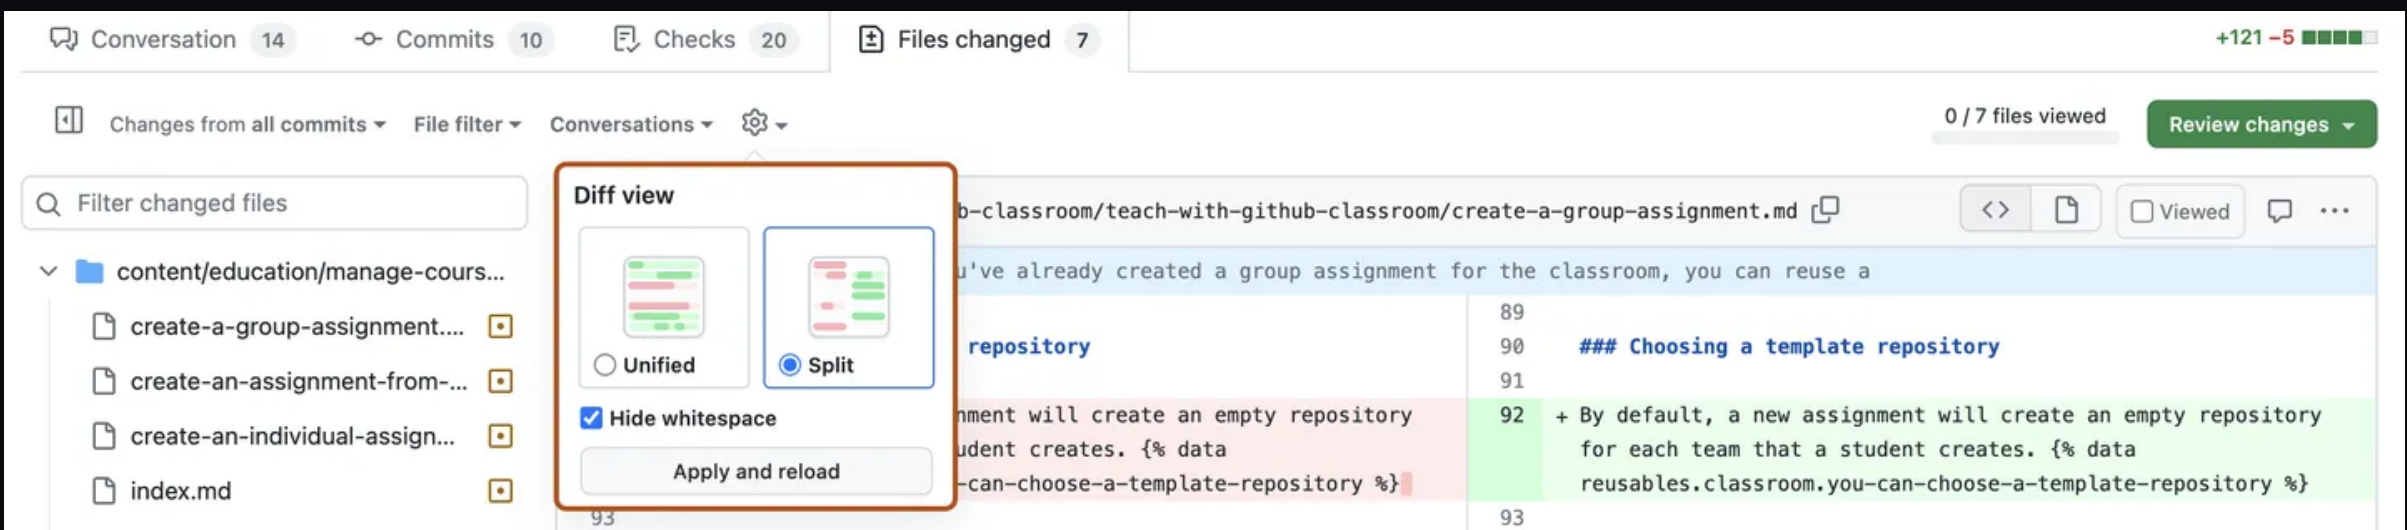 Conversation 14 Commits 10 Checks 20 Files changed 7 +121 −5
Changes from all commits File filter Conversations 0 / 7 files viewed Review changes
Filter changed files
content/education/manage-cours...
create-a-group-assignment....
create-an-assignment-from-...
create-an-individual-assign...
index.md
Diff view
Unified Split
Hide whitespace
Apply and reload
b-classroom/teach-with-github-classroom/create-a-group-assignment.md <> Viewed ...
u've already created a group assignment for the classroom, you can reuse a
repository
nment will create an empty repository
udent creates. {% data
-can-choose-a-template-repository %}
93
89
90 ### Choosing a template repository
91
92 + By default, a new assignment will create an empty repository
for each team that a student creates. {% data
reusables.classroom.you-can-choose-a-template-repository %}
93